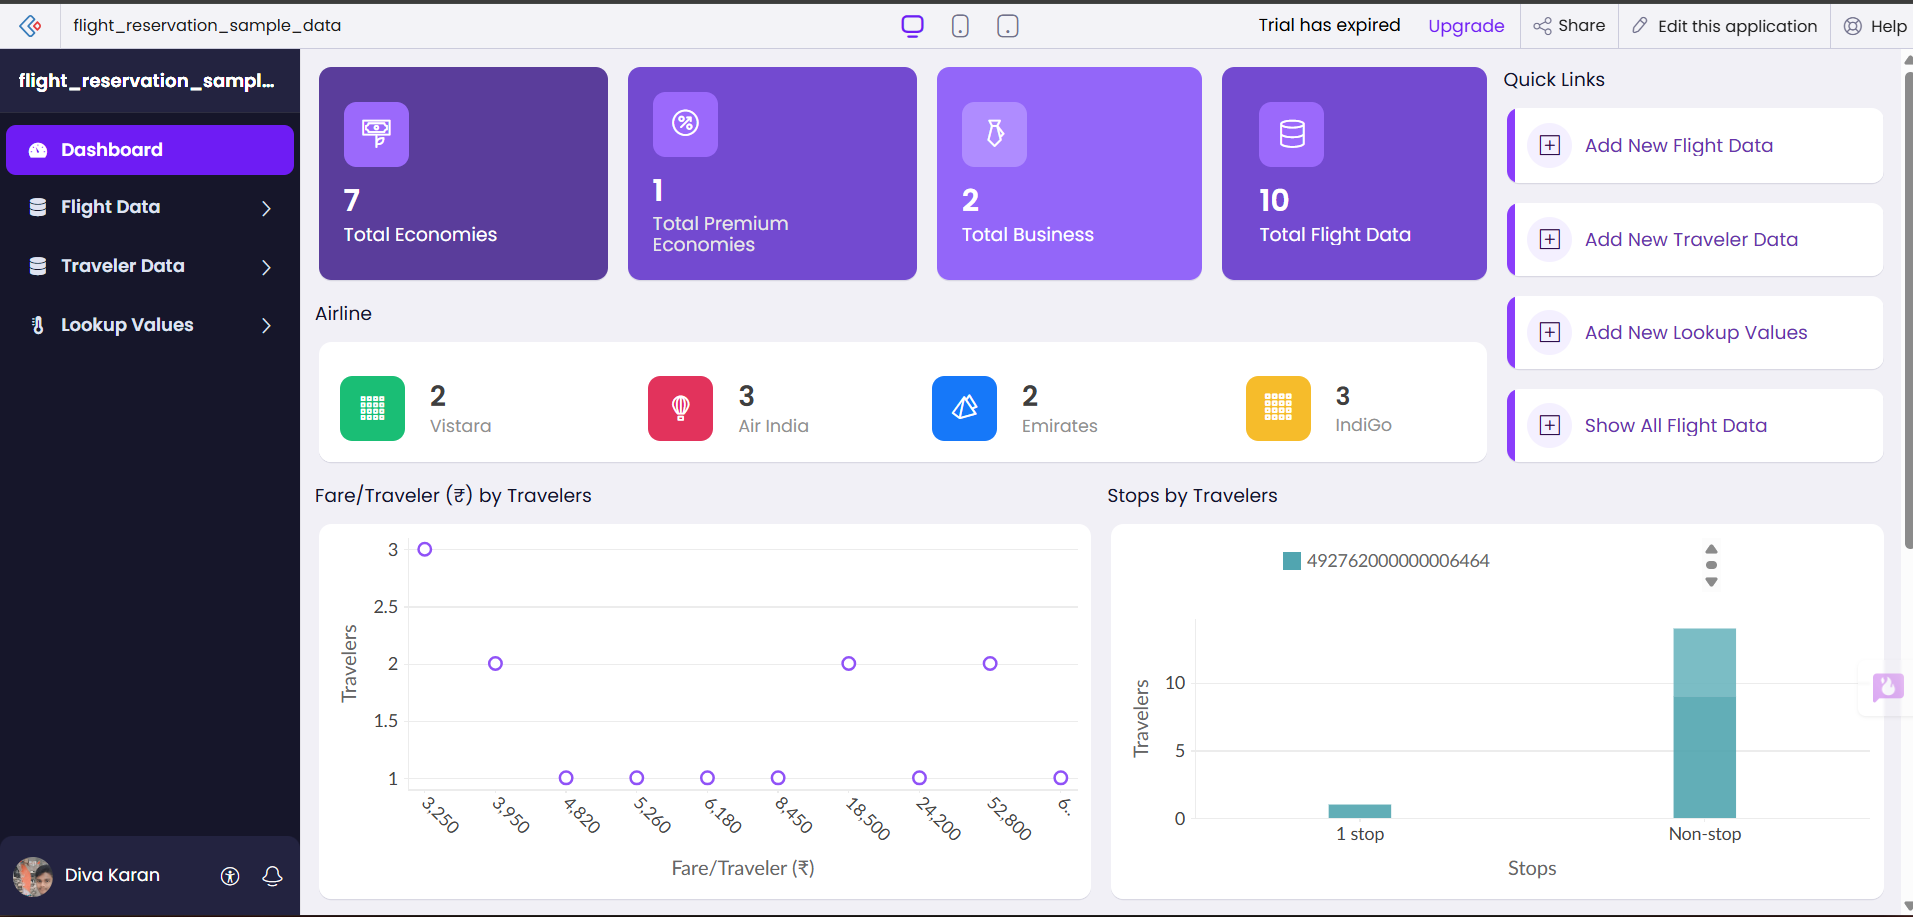 flight_reservation_sample_data
Trial has expired
Upgrade
Share
Edit this application
Help
flight_reservation_sampl...
Dashboard
Flight Data
Traveler Data
Lookup Values
Diva Karan
7
Total Economies
1
Total Premium
Economies
2
Total Business
10
Total Flight Data
Quick Links
Add New Flight Data
Add New Traveler Data
Add New Lookup Values
Show All Flight Data
Airline
2
Vistara
3
Air India
2
Emirates
3
IndiGo
Fare/Traveler (₹) by Travelers
3
2.5
2
1.5
1
Travelers
3,250
3,950
4,820
5,260
6,180
8,450
18,500
24,200
52,800
6..
Fare/Traveler (₹)
Stops by Travelers
492762000000006464
10
5
0
Travelers
1 stop
Non-stop
Stops